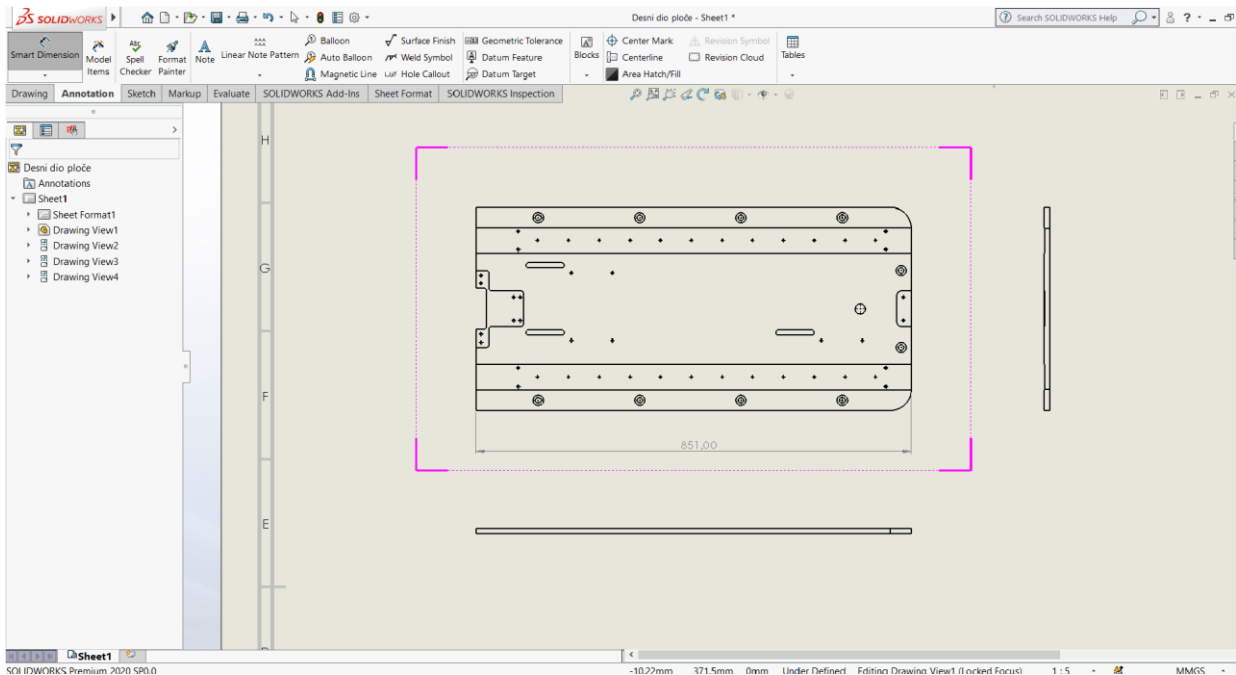 SOLIDWORKS
Desni dio ploče - Sheet1 *
Search SOLIDWORKS Help
Smart Dimension
Model Items
Spell Checker
Format Painter
Note
Linear Note Pattern
Balloon
Auto Balloon
Magnetic Line
Surface Finish
Weld Symbol
Hole Callout
Geometric Tolerance
Datum Feature
Datum Target
Blocks
Center Mark
Centerline
Area Hatch/Fill
Revision Symbol
Revision Cloud
Tables
Drawing Annotation Sketch Markup Evaluate SOLIDWORKS Add-Ins Sheet Format SOLIDWORKS Inspection
Desni dio ploče
Annotations
Sheet1
Sheet Format1
Drawing View1
Drawing View2
Drawing View3
Drawing View4
H
G
F
E
851,00
Sheet1
SOLIDWORKS Premium 2020 SP0.0
-10.22mm 371.5mm 0mm Under Defined Editing Drawing View1 (Locked Focus) 1 : 5 MMGS